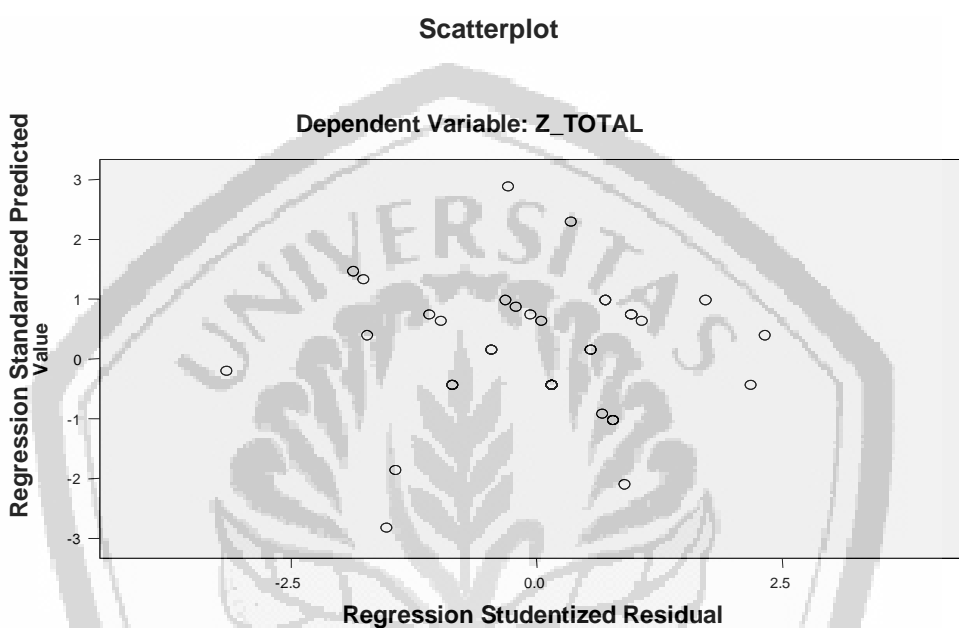 Scatterplot
Dependent Variable: Z_TOTAL
Regression Standardized Predicted
Value
3
2
1
0
-1
-2
-3
-2.5
0.0
2.5
Regression Studentized Residual
UNIVERSITAS